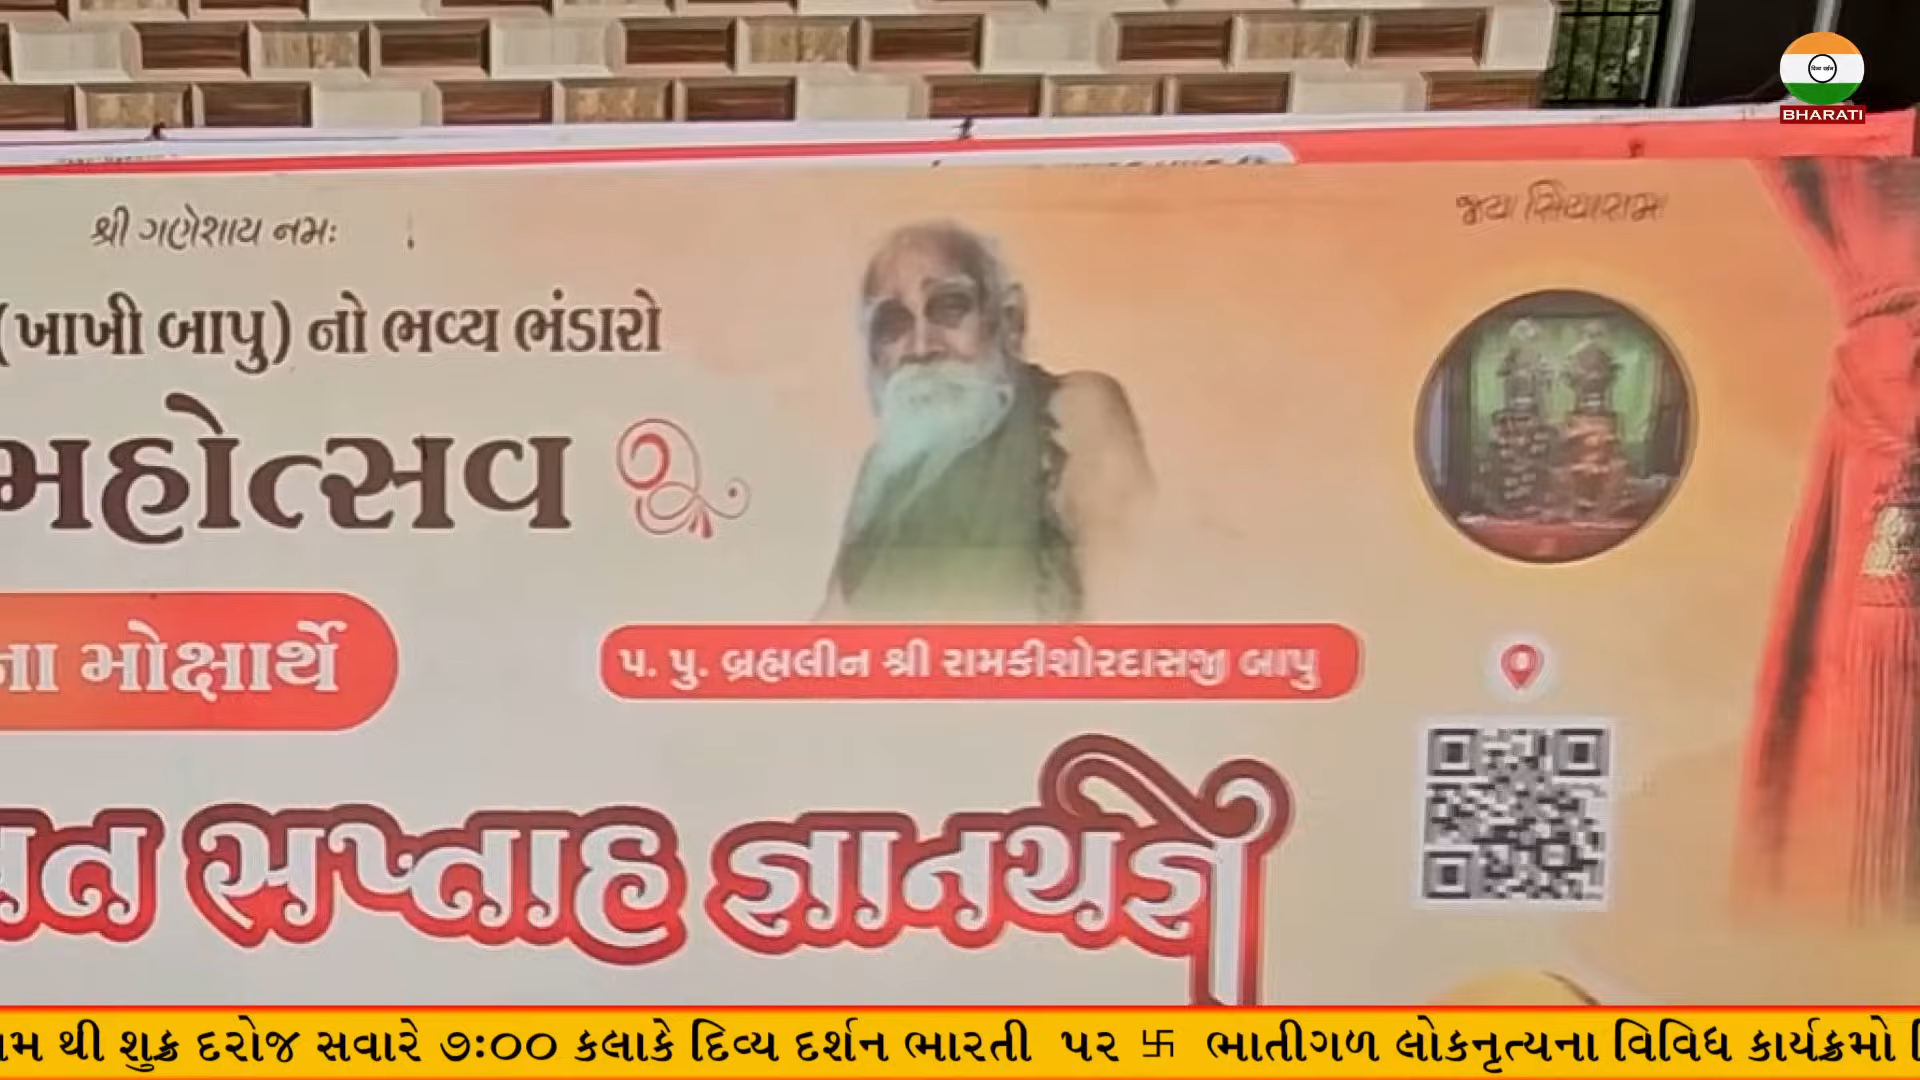 BHARATI
શ્રી ગણેશાય નમઃ
જય સિયારામ
(ખાખી બાપુ) નો ભવ્ય ભંડારો
મહોત્સવ
ના મોક્ષાર્થે
પ. પુ. બ્રહ્મલીન શ્રી રામકીશોરદાસજી બાપુ
સપ્તાહ જ્ઞાનયજ્ઞ
થી શુક્ર દરોજ સવારે ૭:૦૦ કલાકે દિવ્ય દર્શન ભારતી પર 卐 ભાતીગળ લોકનૃત્યના વિવિધ કાર્યક્રમો